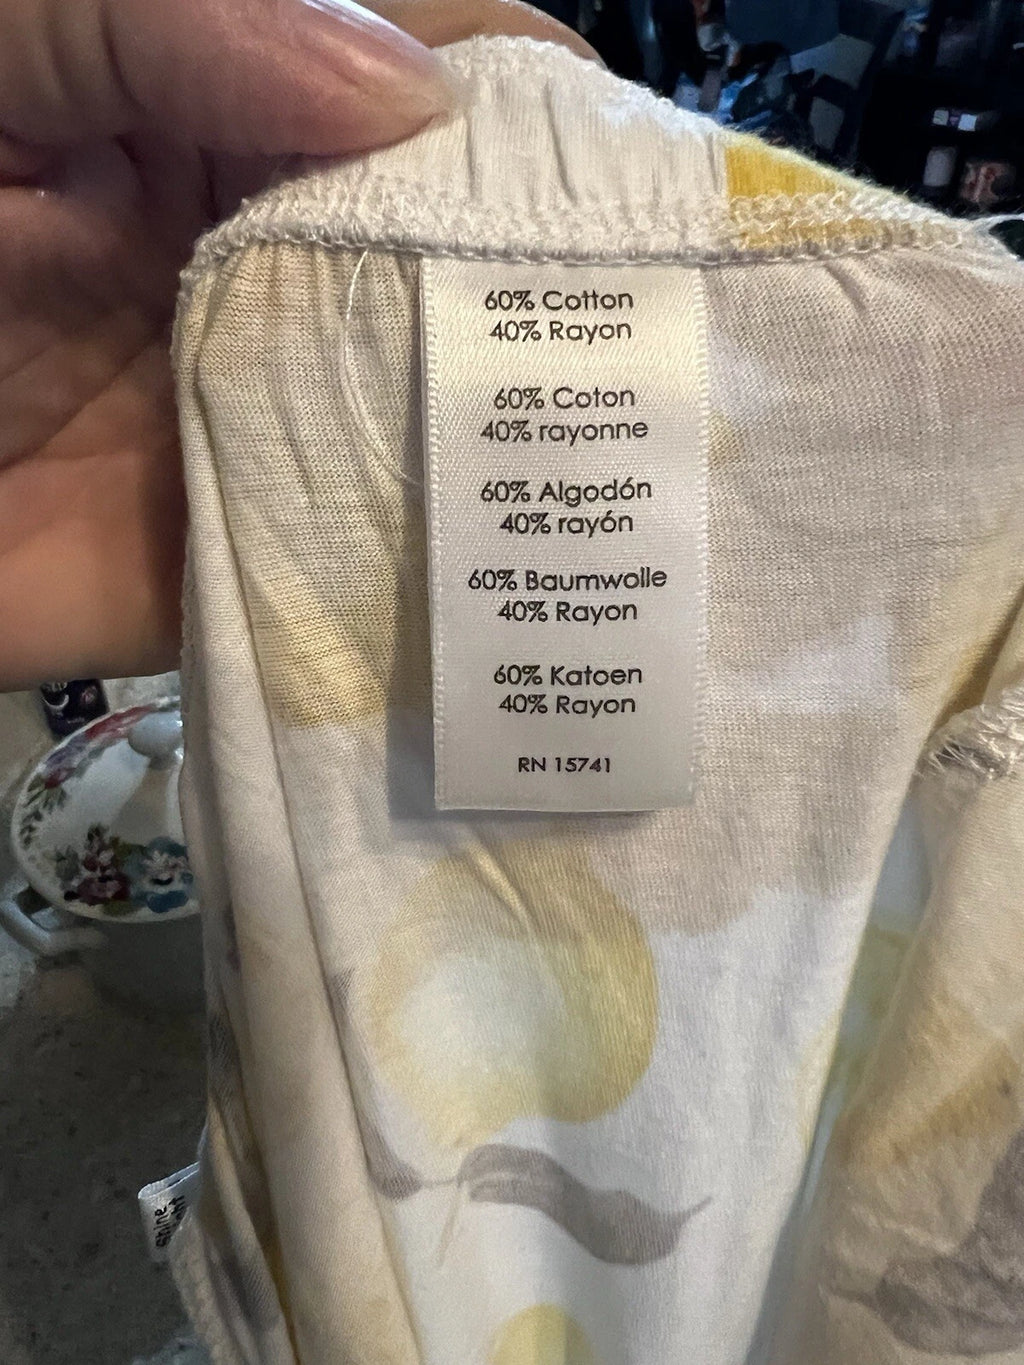 60% Cotton
40% Rayon
60% Coton
40% rayonne
60% Algodón
40% rayón
60% Baumwolle
40% Rayon
60% Katoen
40% Rayon
RN 15741